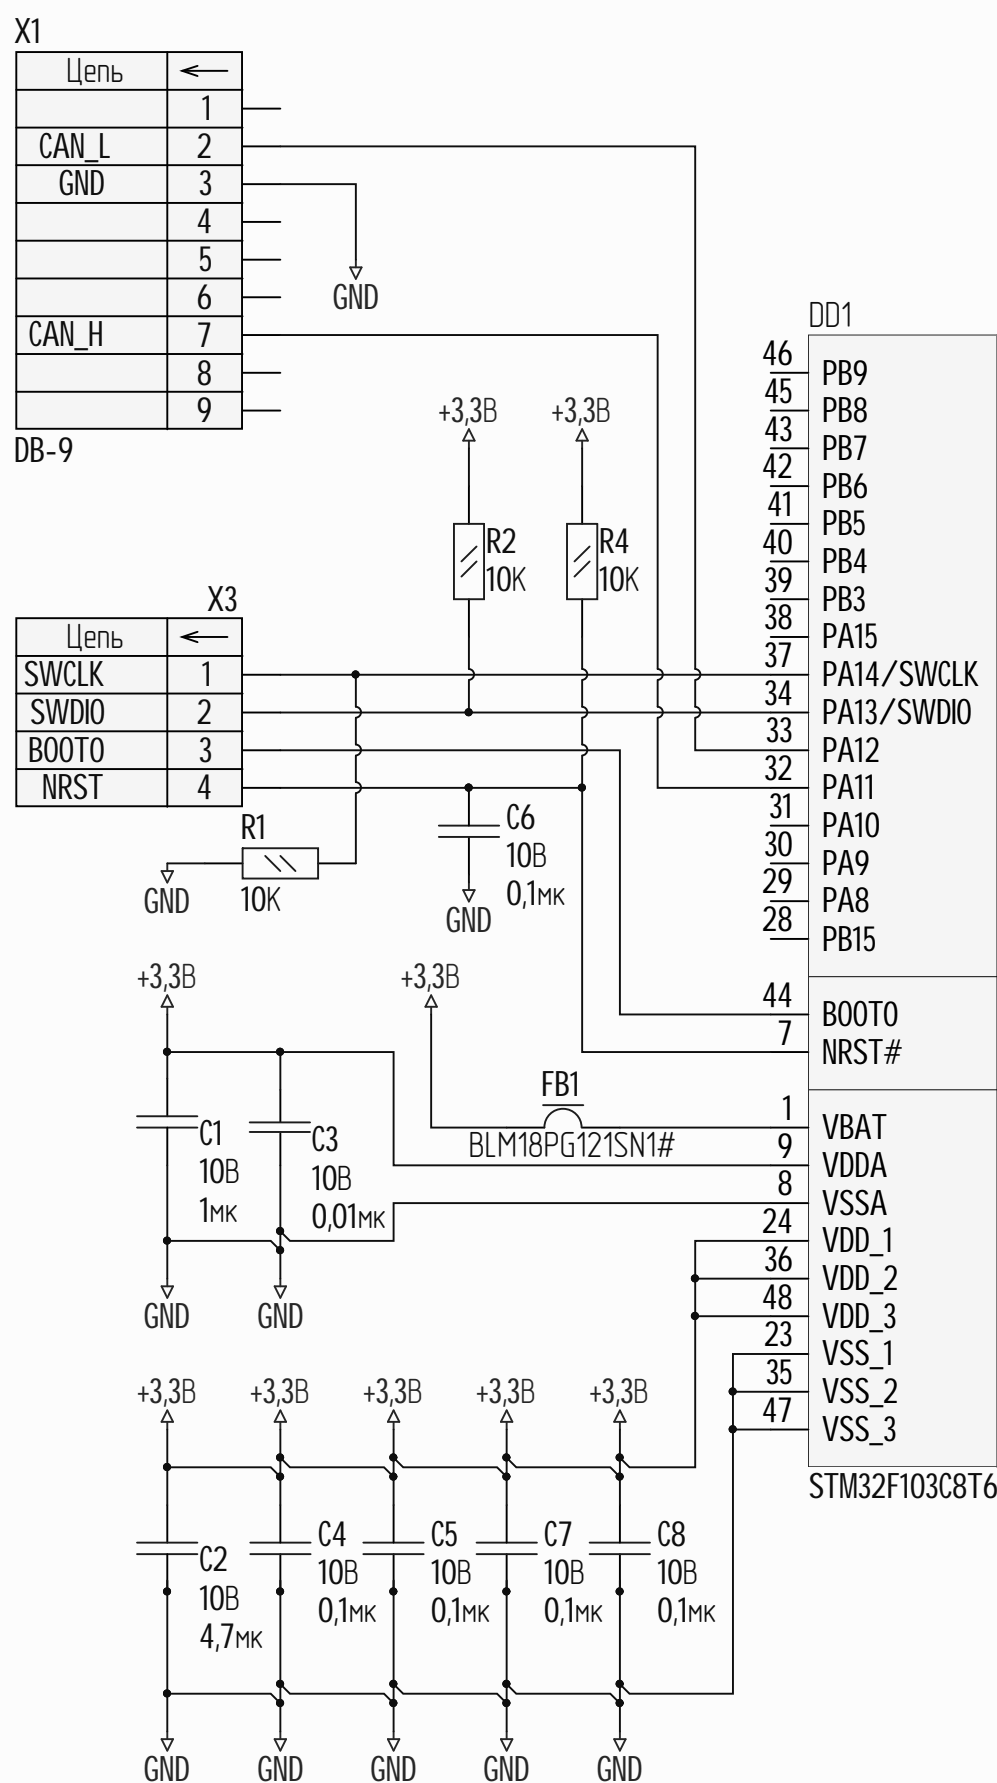 X1
Цепь
1
CAN_L 2
GND 3
4
5
6
CAN_H 7
8
9
DB-9
GND
+3,3В
+3,3В
R2
10K
R4
10K
X3
Цепь
SWCLK 1
SWDIO 2
BOOT0 3
NRST 4
R1
10K
GND
C6
10В
0,1мк
GND
DD1
46 PB9
45 PB8
43 PB7
42 PB6
41 PB5
40 PB4
39 PB3
38 PA15
37 PA14/SWCLK
34 PA13/SWDIO
33 PA12
32 PA11
31 PA10
30 PA9
29 PA8
28 PB15
44 BOOT0
7 NRST#
1 VBAT
9 VDDA
8 VSSA
24 VDD_1
36 VDD_2
48 VDD_3
23 VSS_1
35 VSS_2
47 VSS_3
STM32F103C8T6
+3,3В
+3,3В
FB1
BLM18PG121SN1#
C1
10В
1мк
C3
10В
0,01мк
GND
GND
+3,3В
+3,3В
+3,3В
+3,3В
+3,3В
C2
10В
4,7мк
C4
10В
0,1мк
C5
10В
0,1мк
C7
10В
0,1мк
C8
10В
0,1мк
GND
GND
GND
GND
GND